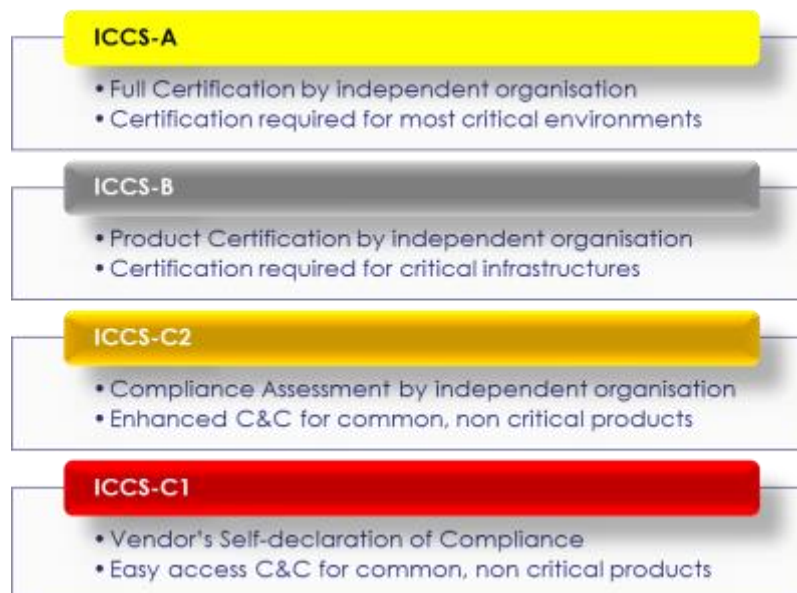 ICCS-A
• Full Certification by independent organisation
• Certification required for most critical environments
ICCS-B
• Product Certification by independent organisation
• Certification required for critical infrastructures
ICCS-C2
• Compliance Assessment by independent organisation
• Enhanced C&C for common, non critical products
ICCS-C1
• Vendor's Self-declaration of Compliance
• Easy access C&C for common, non critical products